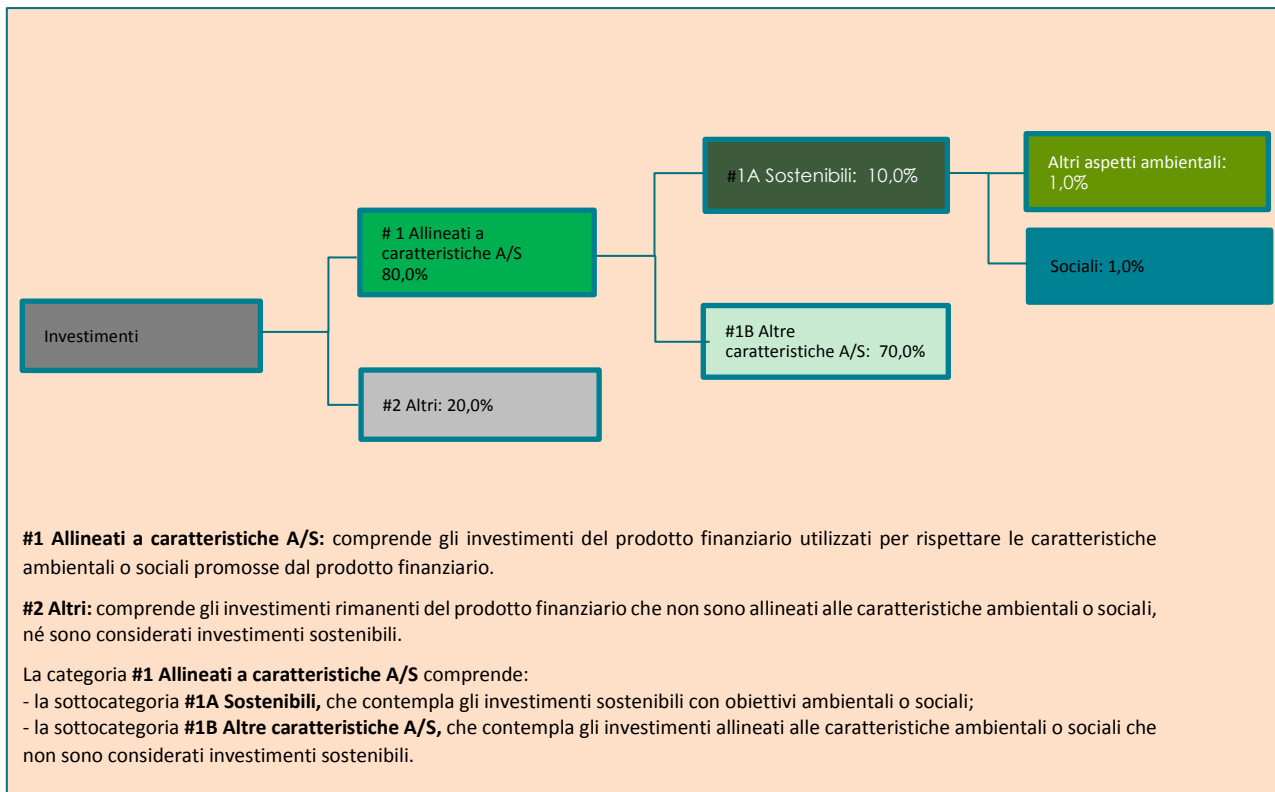 #1A Sostenibili: 10,0%
Altri aspetti ambientali:
1,0%
# 1 Allineati a
caratteristiche A/S
80,0%
Sociali: 1,0%
Investimenti
#1B Altre
caratteristiche A/S: 70,0%
#2 Altri: 20,0%
#1 Allineati a caratteristiche A/S: comprende gli investimenti del prodotto finanziario utilizzati per rispettare le caratteristiche
ambientali o sociali promosse dal prodotto finanziario.
#2 Altri: comprende gli investimenti rimanenti del prodotto finanziario che non sono allineati alle caratteristiche ambientali o sociali,
né sono considerati investimenti sostenibili.
La categoria #1 Allineati a caratteristiche A/S comprende:
- la sottocategoria #1A Sostenibili, che contempla gli investimenti sostenibili con obiettivi ambientali o sociali;
- la sottocategoria #1B Altre caratteristiche A/S, che contempla gli investimenti allineati alle caratteristiche ambientali o sociali che
non sono considerati investimenti sostenibili.